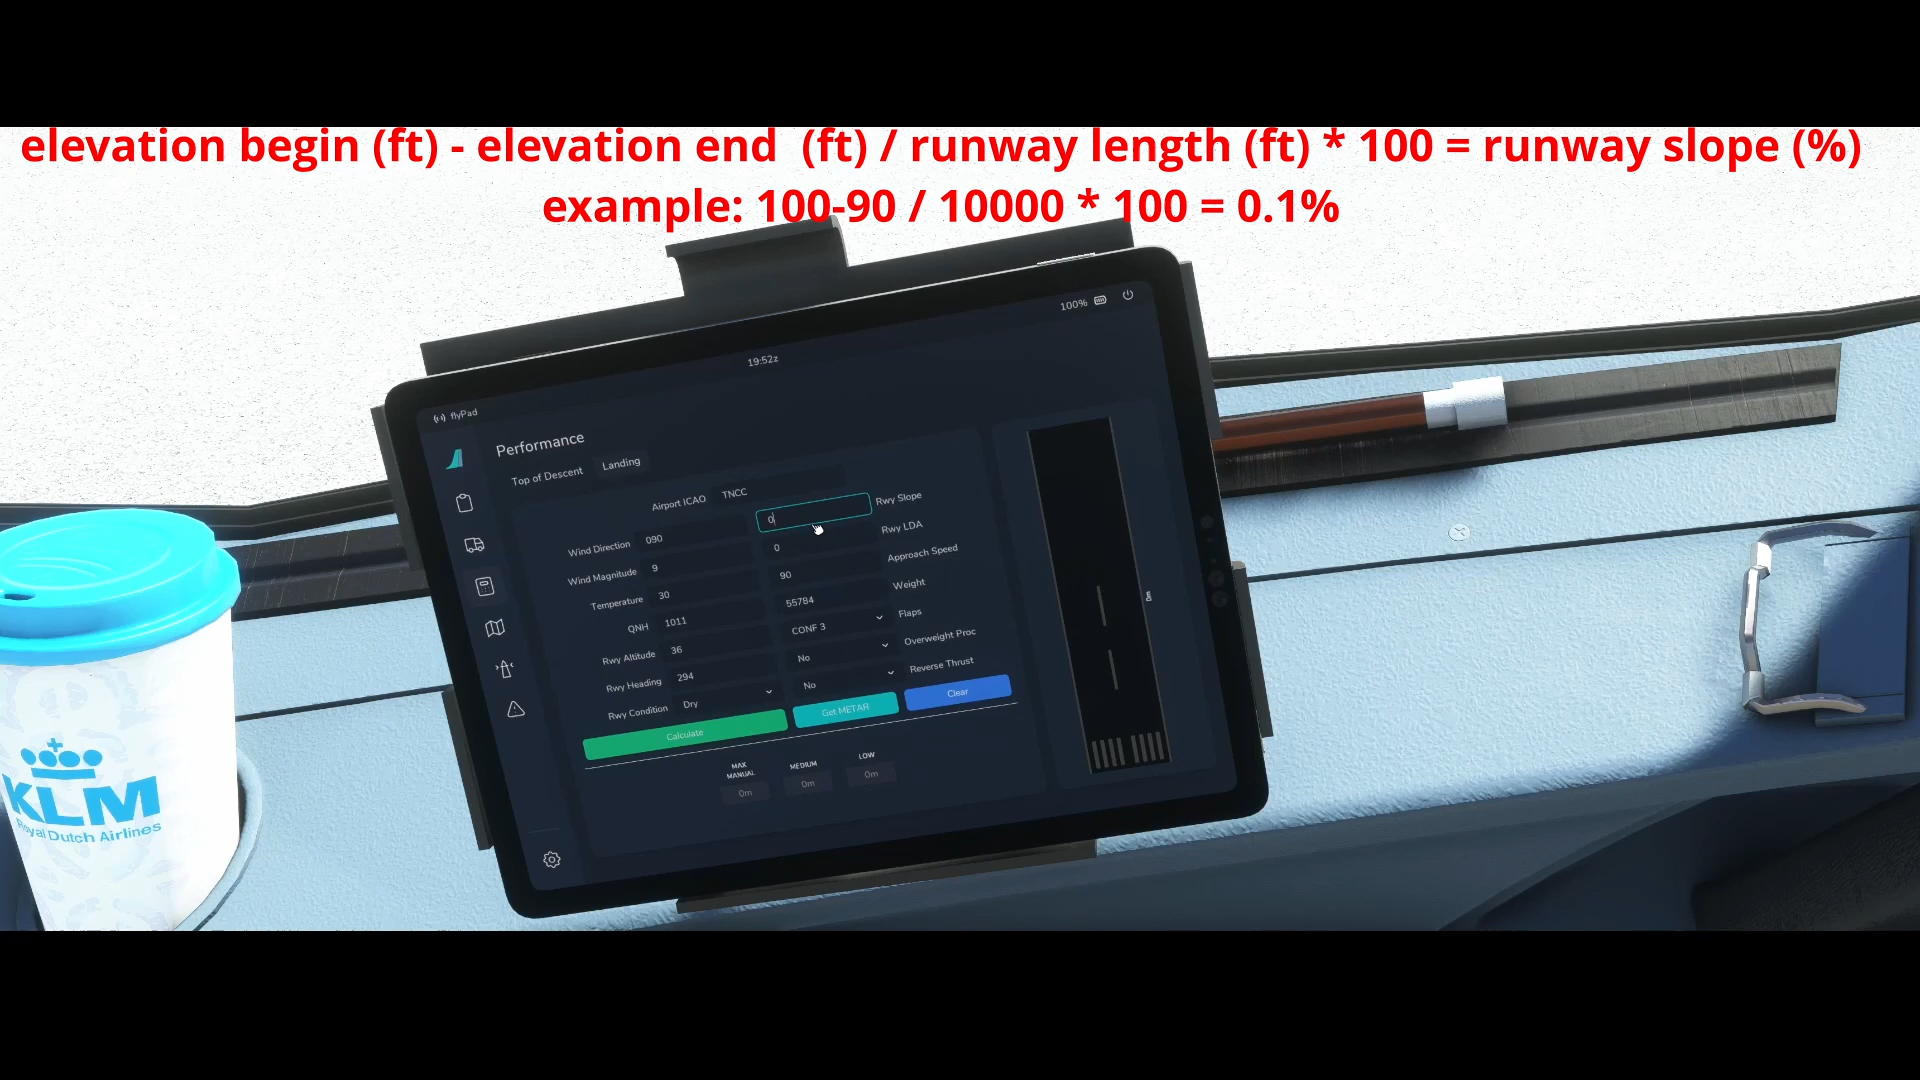 elevation begin (ft) - elevation end (ft) / runway length (ft) * 100 = runway slope (%)
example: 100-90 / 10000 * 100 = 0.1%
100%
19:52z
flyPad
Performance
Top of Descent Landing
Airport ICAO TNCC
Wind Direction 090 0 Rwy Slope
Wind Magnitude 9 0 Rwy LDA
Temperature 30 90 Approach Speed
QNH 1011 55784 Weight
Rwy Altitude 36 CONF 3 Flaps
Rwy Heading 294 No Overweight Proc
Rwy Condition Dry No Reverse Thrust
Calculate Get METAR Clear
MAX MANUAL MEDIUM LOW
0m 0m 0m
KLM
Royal Dutch Airlines